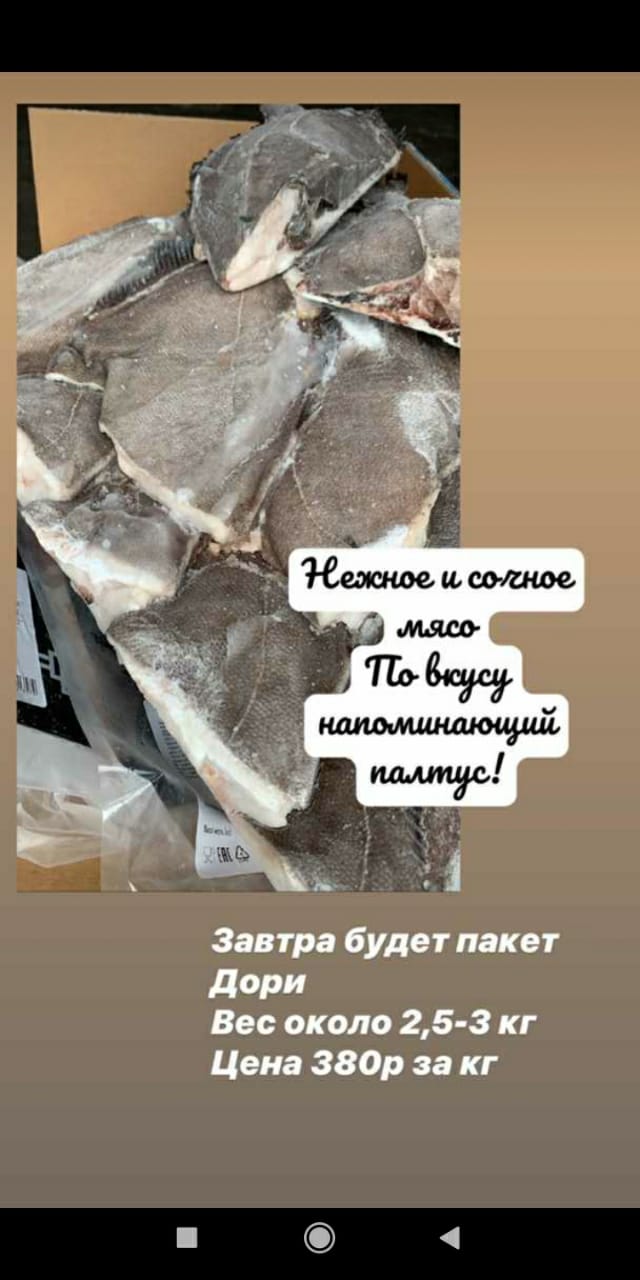 Нежное и сочное
мясо
По вкусу
напоминающий
палтус!
EAC
Завтра будет пакет
Дори
Вес около 2,5-3 кг
Цена 380р за кг